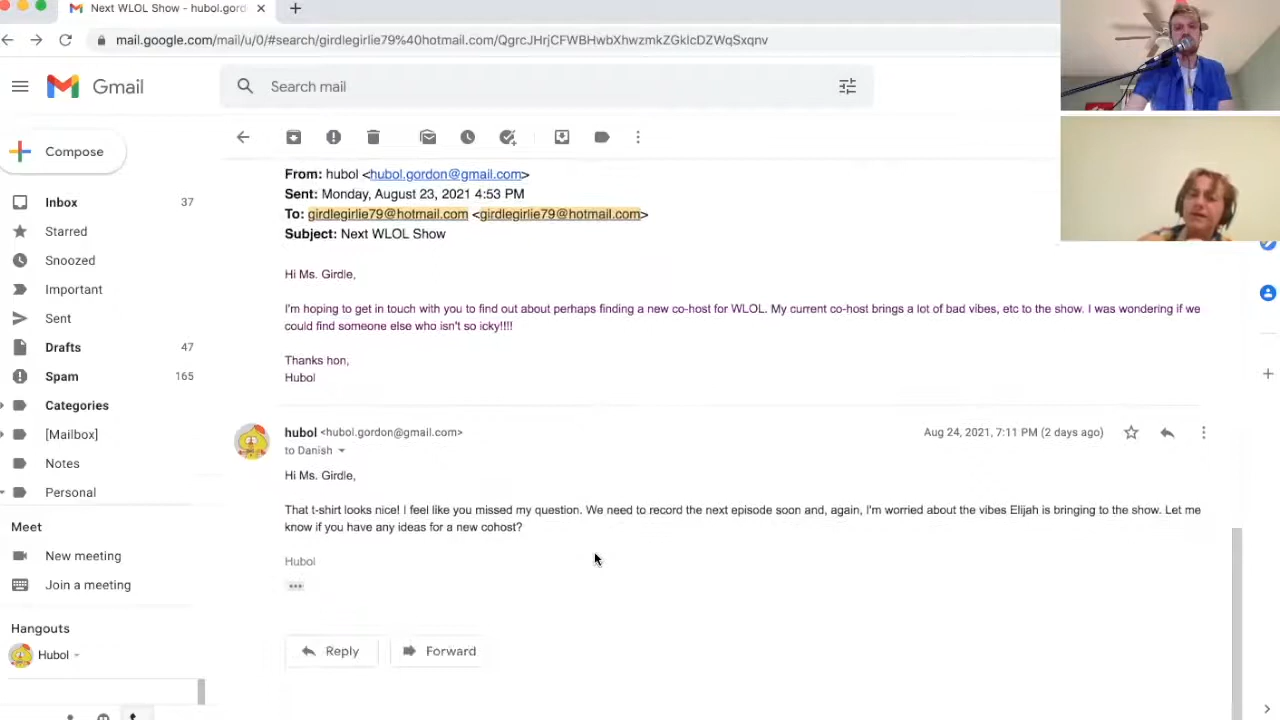 Next WLOL Show - hubol.gord
mail.google.com/mail/u/0/#search/girdlegirlie79%40hotmail.com/QgrcJHrjCFWBHwbXhwzmkZGklcDZWqSxqnv
Gmail
Search mail
Compose
Inbox 37
Starred
Snoozed
Important
Sent
Drafts 47
Spam 165
Categories
[Mailbox]
Notes
Personal
Meet
New meeting
Join a meeting
Hangouts
Hubol
From: hubol <hubol.gordon@gmail.com>
Sent: Monday, August 23, 2021 4:53 PM
To: girdlegirlie79@hotmail.com <girdlegirlie79@hotmail.com>
Subject: Next WLOL Show
Hi Ms. Girdle,
I'm hoping to get in touch with you to find out about perhaps finding a new co-host for WLOL. My current co-host brings a lot of bad vibes, etc to the show. I was wondering if we
could find someone else who isn't so icky!!!!
Thanks hon,
Hubol
hubol <hubol.gordon@gmail.com> Aug 24, 2021, 7:11 PM (2 days ago)
to Danish
Hi Ms. Girdle,
That t-shirt looks nice! I feel like you missed my question. We need to record the next episode soon and, again, I'm worried about the vibes Elijah is bringing to the show. Let me
know if you have any ideas for a new cohost?
Hubol
Reply Forward